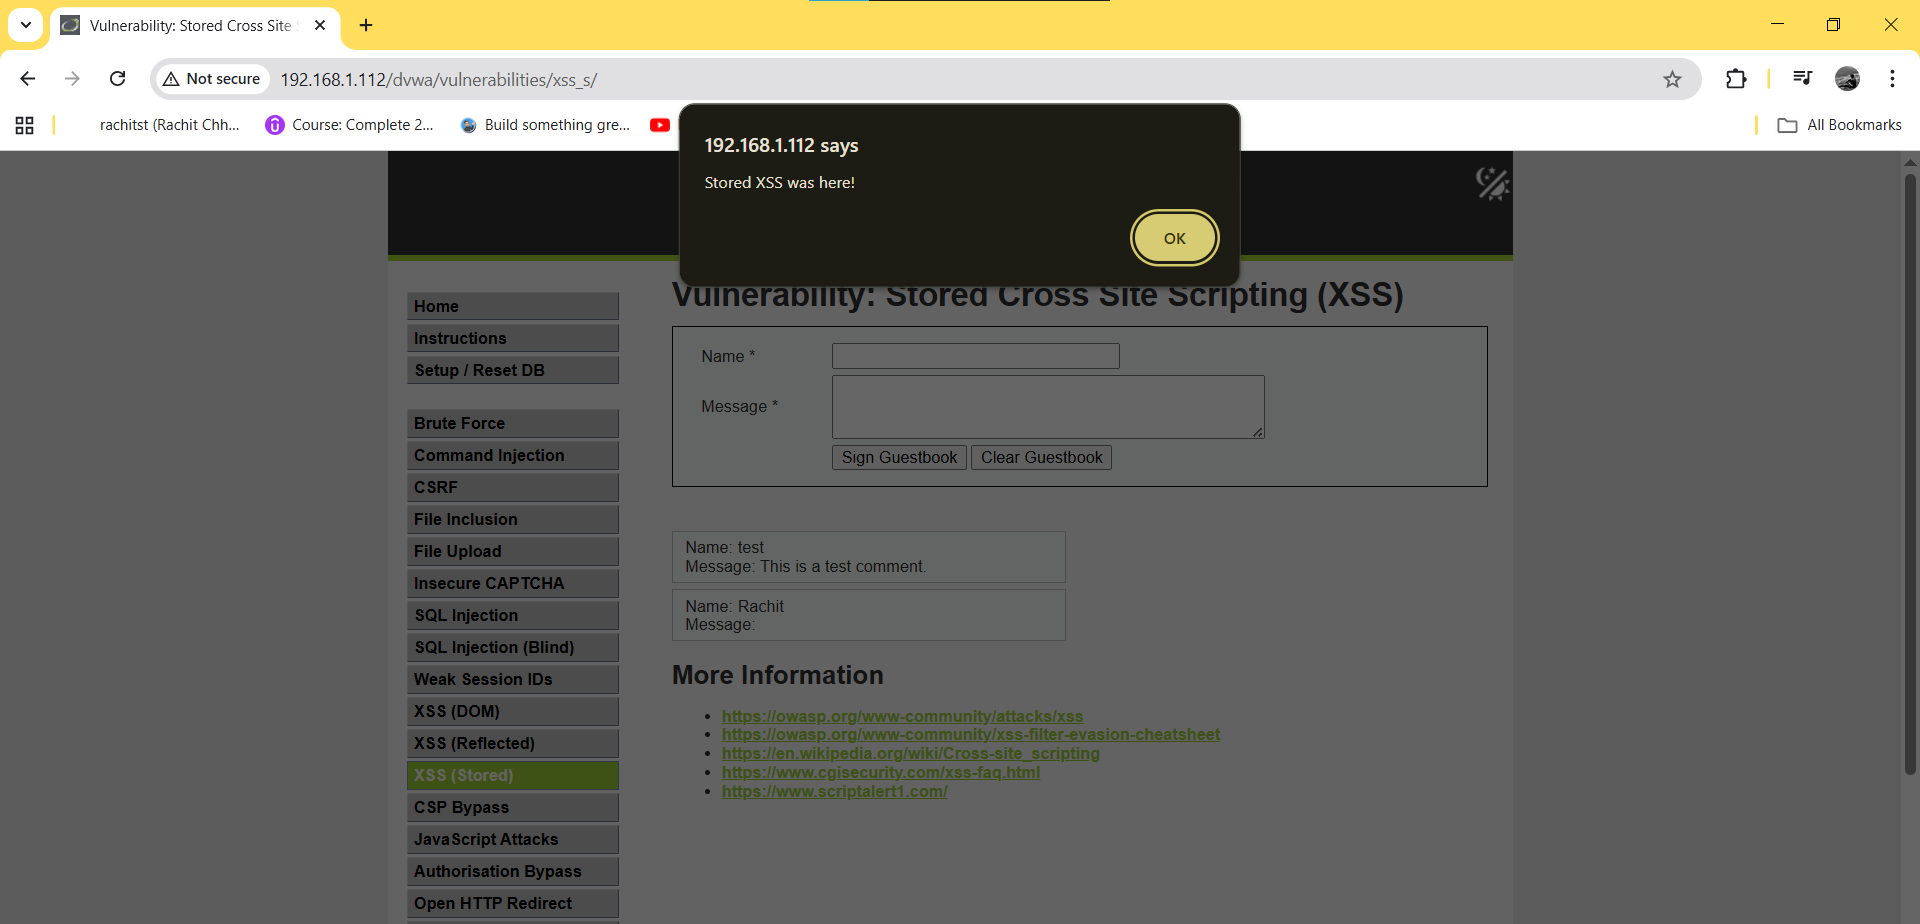 Vulnerability: Stored Cross Site
Not secure
192.168.1.112/dvwa/vulnerabilities/xss_s/
rachitst (Rachit Chh...
Course: Complete 2...
Build something gre...
All Bookmarks
192.168.1.112 says
Stored XSS was here!
OK
Vulnerability: Stored Cross Site Scripting (XSS)
Home
Instructions
Setup / Reset DB
Brute Force
Command Injection
CSRF
File Inclusion
File Upload
Insecure CAPTCHA
SQL Injection
SQL Injection (Blind)
Weak Session IDs
XSS (DOM)
XSS (Reflected)
XSS (Stored)
CSP Bypass
JavaScript Attacks
Authorisation Bypass
Open HTTP Redirect
Name *
Message *
Sign Guestbook Clear Guestbook
Name: test
Message: This is a test comment.
Name: Rachit
Message:
More Information
https://owasp.org/www-community/attacks/xss
https://owasp.org/www-community/xss-filter-evasion-cheatsheet
https://en.wikipedia.org/wiki/Cross-site_scripting
https://www.cgisecurity.com/xss-faq.html
https://www.scriptalert1.com/